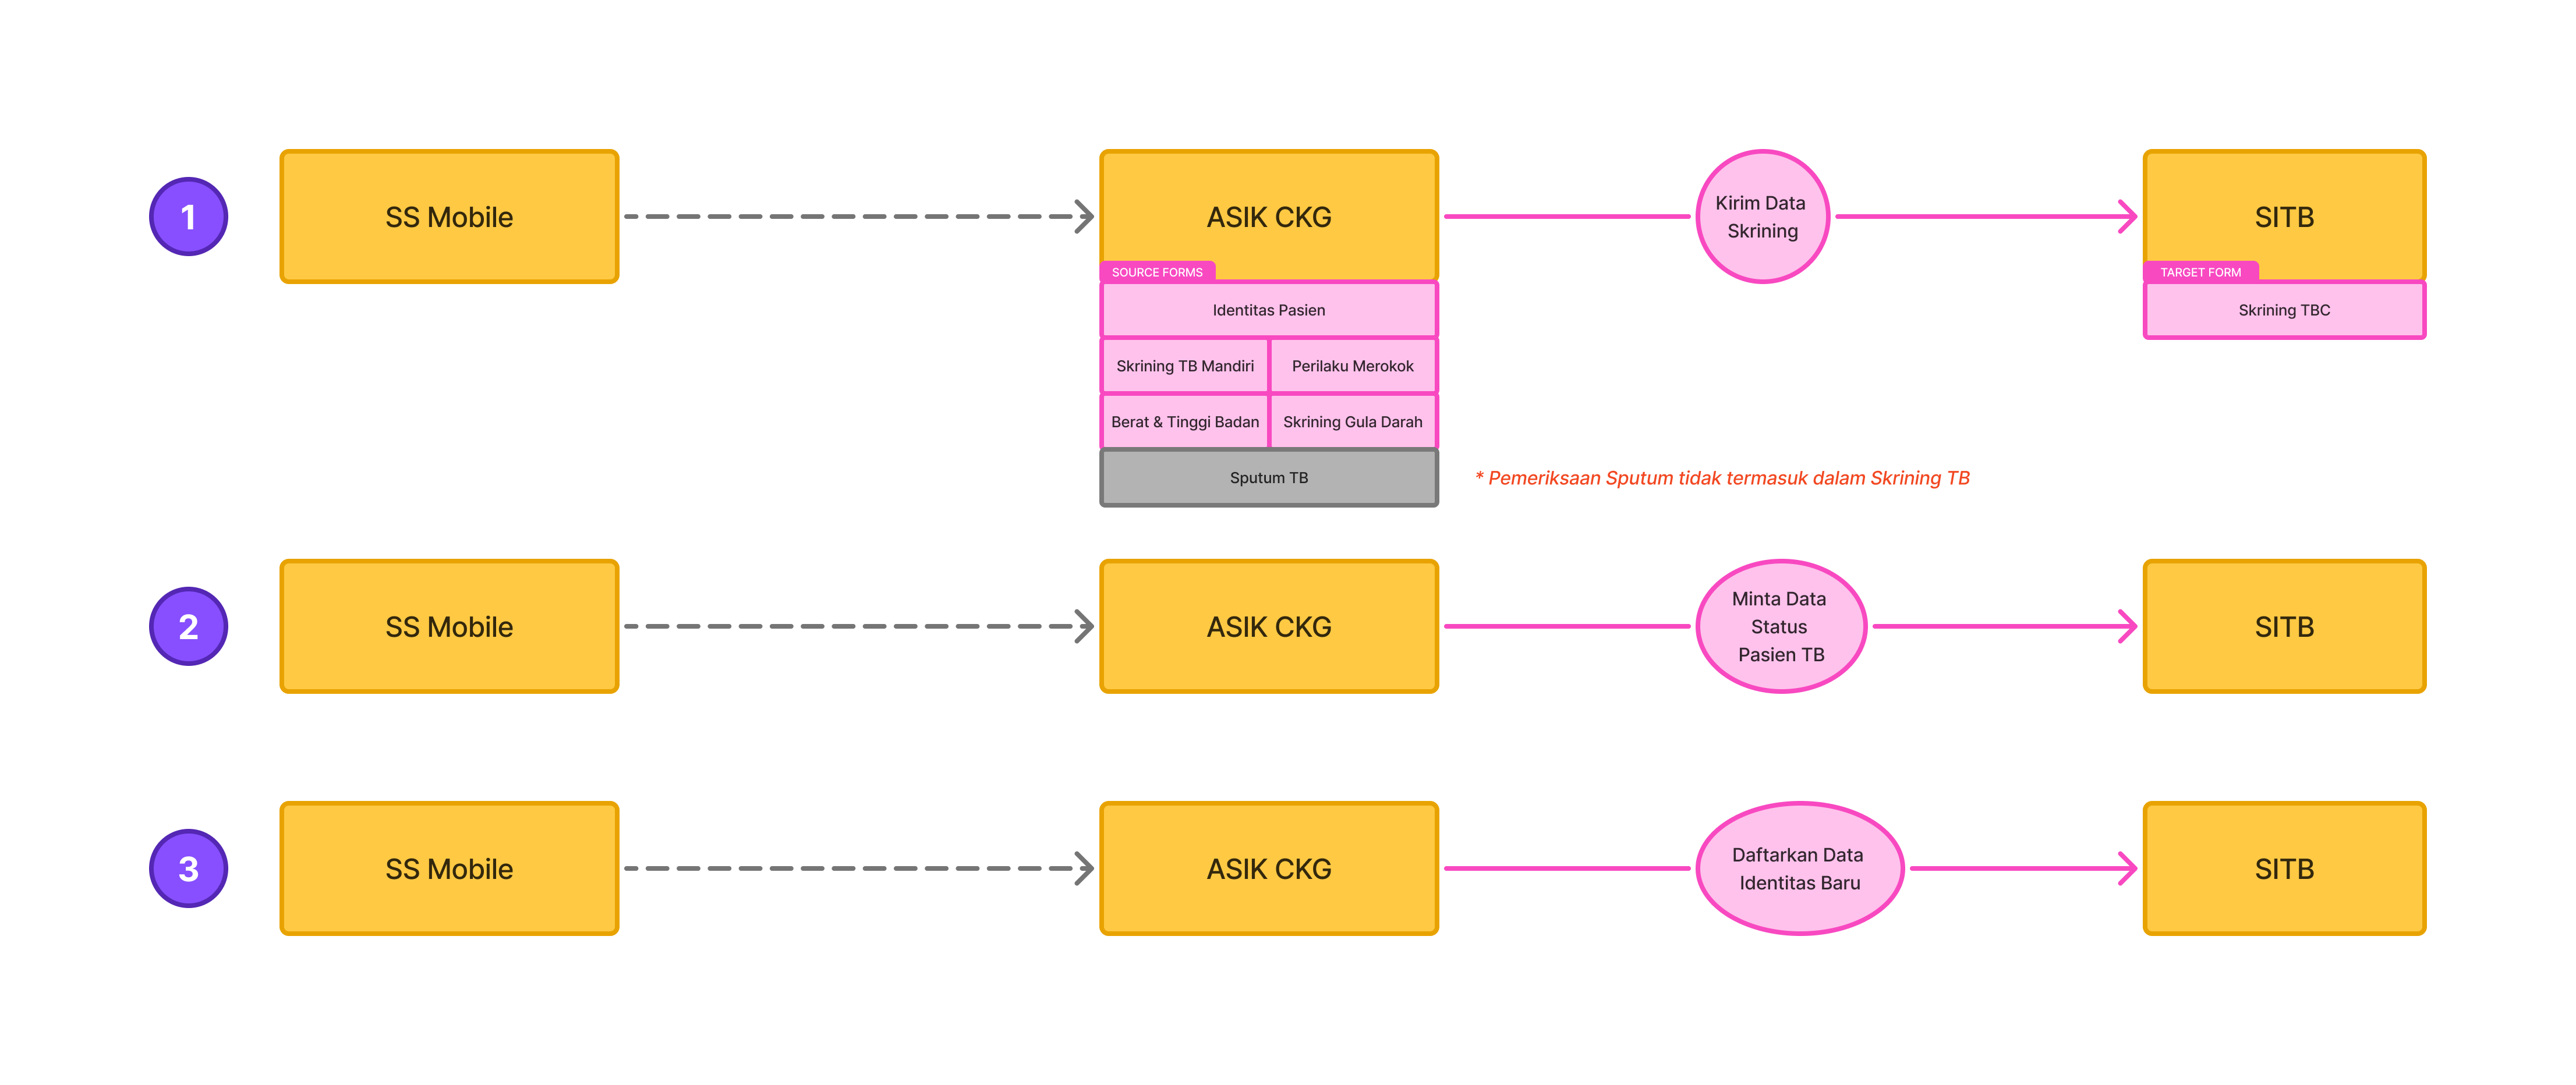 1
SS Mobile
ASIK CKG
Kirim Data
Skrining
SITB
SOURCE FORMS
TARGET FORM
Identitas Pasien
Skrining TBC
Skrining TB Mandiri
Perilaku Merokok
Berat & Tinggi Badan
Skrining Gula Darah
Sputum TB
* Pemeriksaan Sputum tidak termasuk dalam Skrining TB
2
SS Mobile
ASIK CKG
Minta Data
Status
Pasien TB
SITB
3
SS Mobile
ASIK CKG
Daftarkan Data
Identitas Baru
SITB